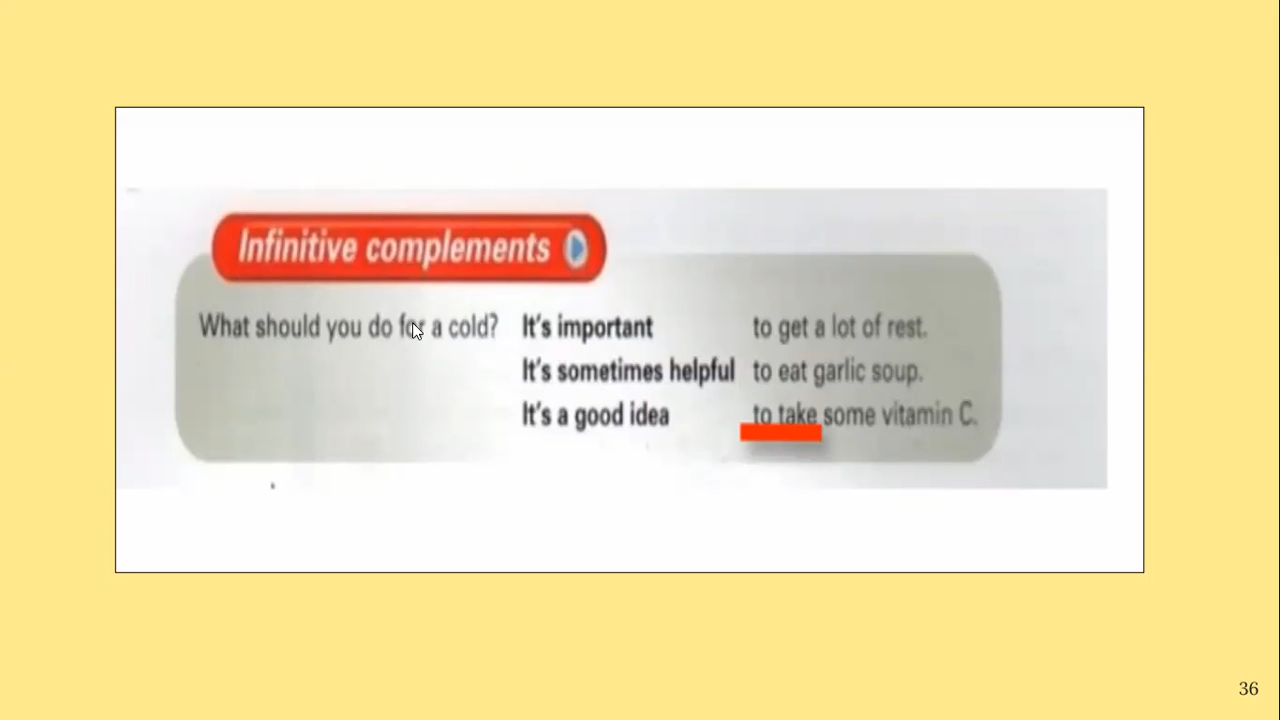 Infinitive complements
What should you do for a cold? It's important to get a lot of rest.
It's sometimes helpful to eat garlic soup.
It's a good idea to take some vitamin C.
36